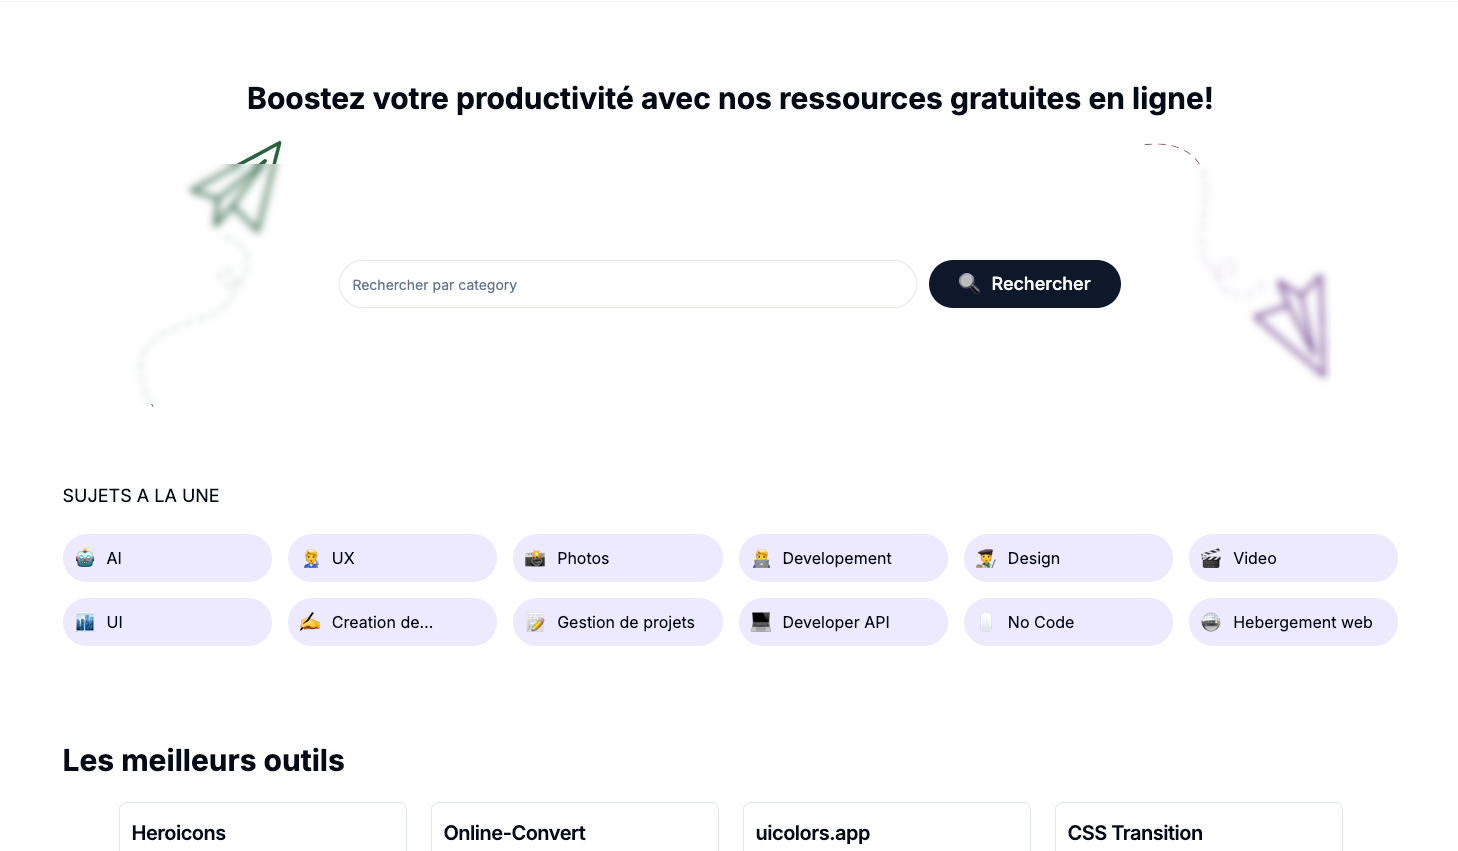 Boostez votre productivité avec nos ressources gratuites en ligne!
Rechercher par category
Rechercher
SUJETS A LA UNE
AI
UX
Photos
Developement
Design
Video
UI
Creation de...
Gestion de projets
Developer API
No Code
Hebergement web
Les meilleurs outils
Heroicons
Online-Convert
uicolors.app
CSS Transition